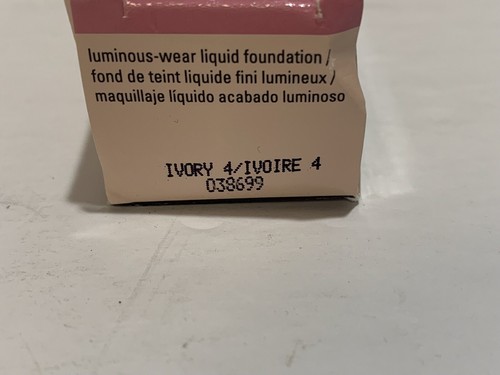 luminous-wear liquid foundation /
fond de teint liquide fini lumineux /
maquillaje líquido acabado luminoso
IVORY 4/IVOIRE 4
038699